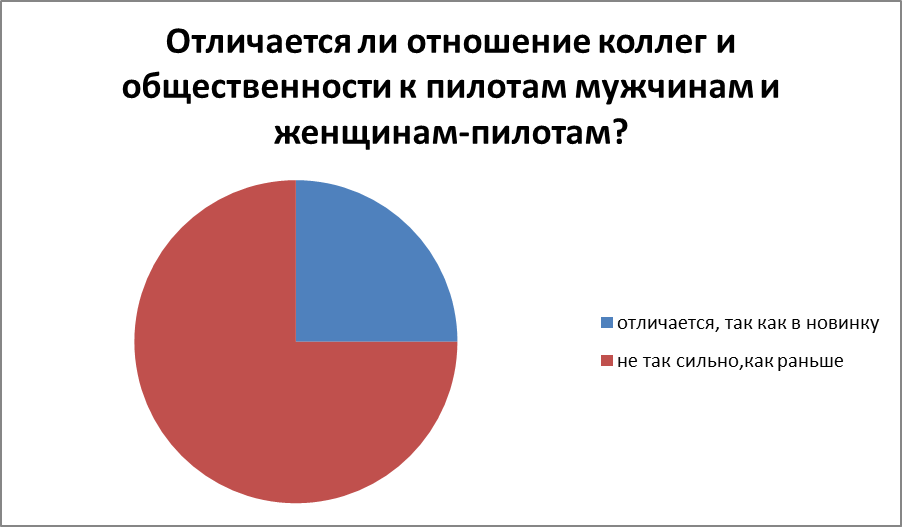 Отличается ли отношение коллег и
общественности к пилотам мужчинам и
женщинам-пилотам?
отличается, так как в новинку
не так сильно,как раньше